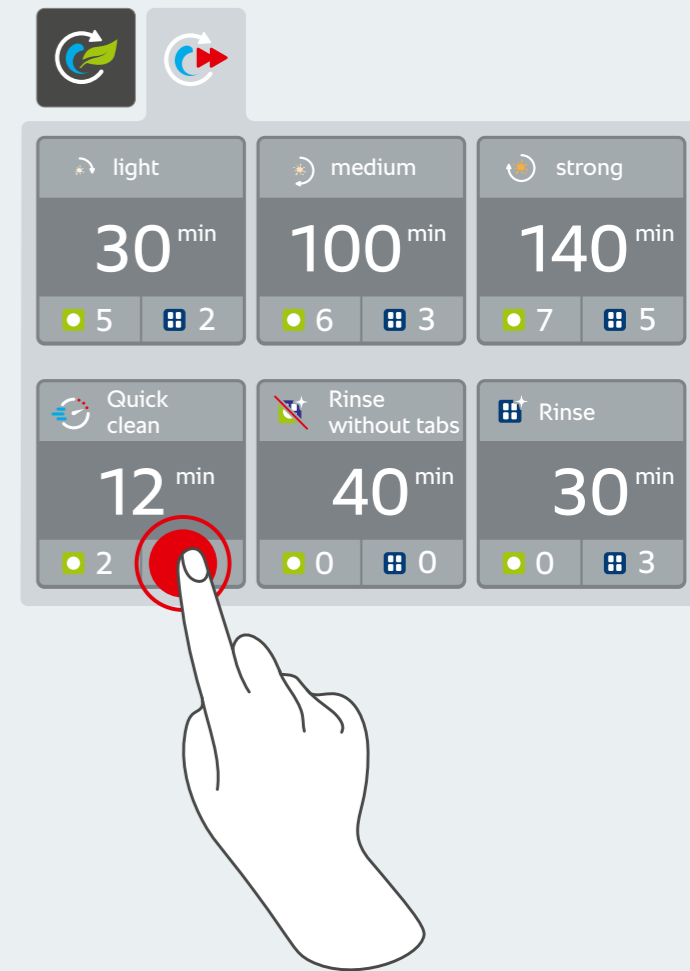 light
30 min
5 2
medium
100 min
6 3
strong
140 min
7 5
Quick
clean
12 min
2
Rinse
without tabs
40 min
0 0
Rinse
30 min
0 3